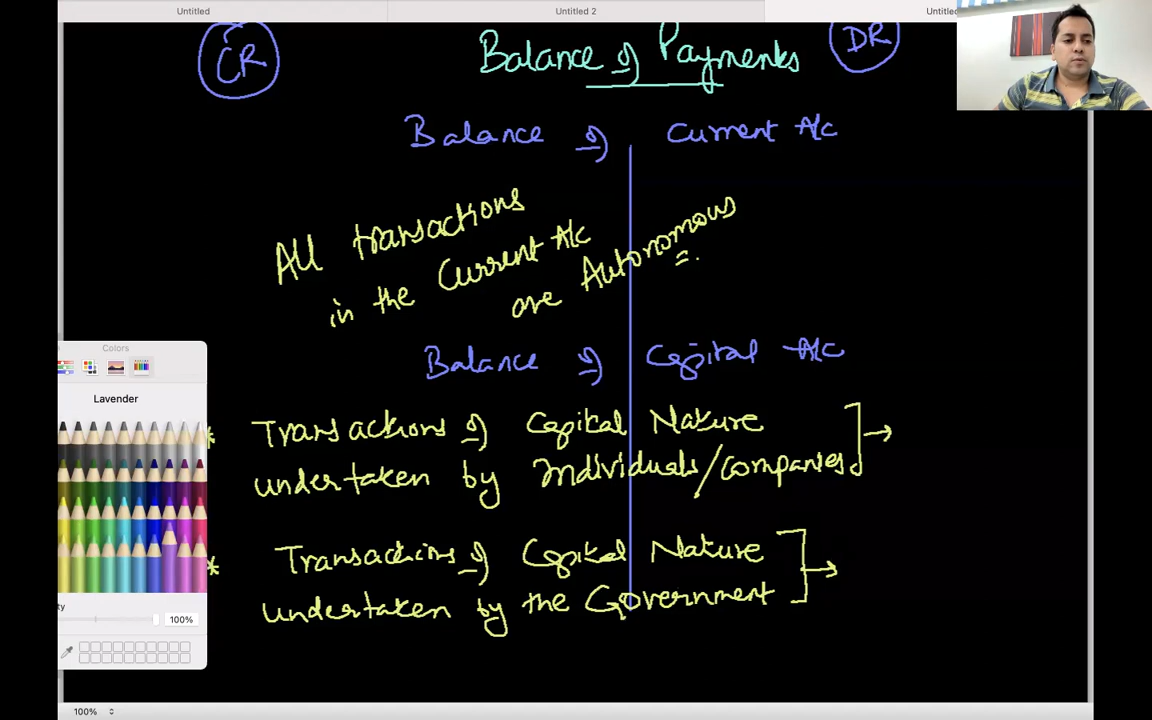 Untitled
Untitled 2
CR
Balance of Payments
DR
Balance of Current A/c
All transactions
in the Current A/c
are Autonomous
Balance of Capital A/c
* Transactions of Capital Nature
undertaken by Individuals/companies
* Transactions of Capital Nature
undertaken by the Government
Colors
Lavender
100%
100%